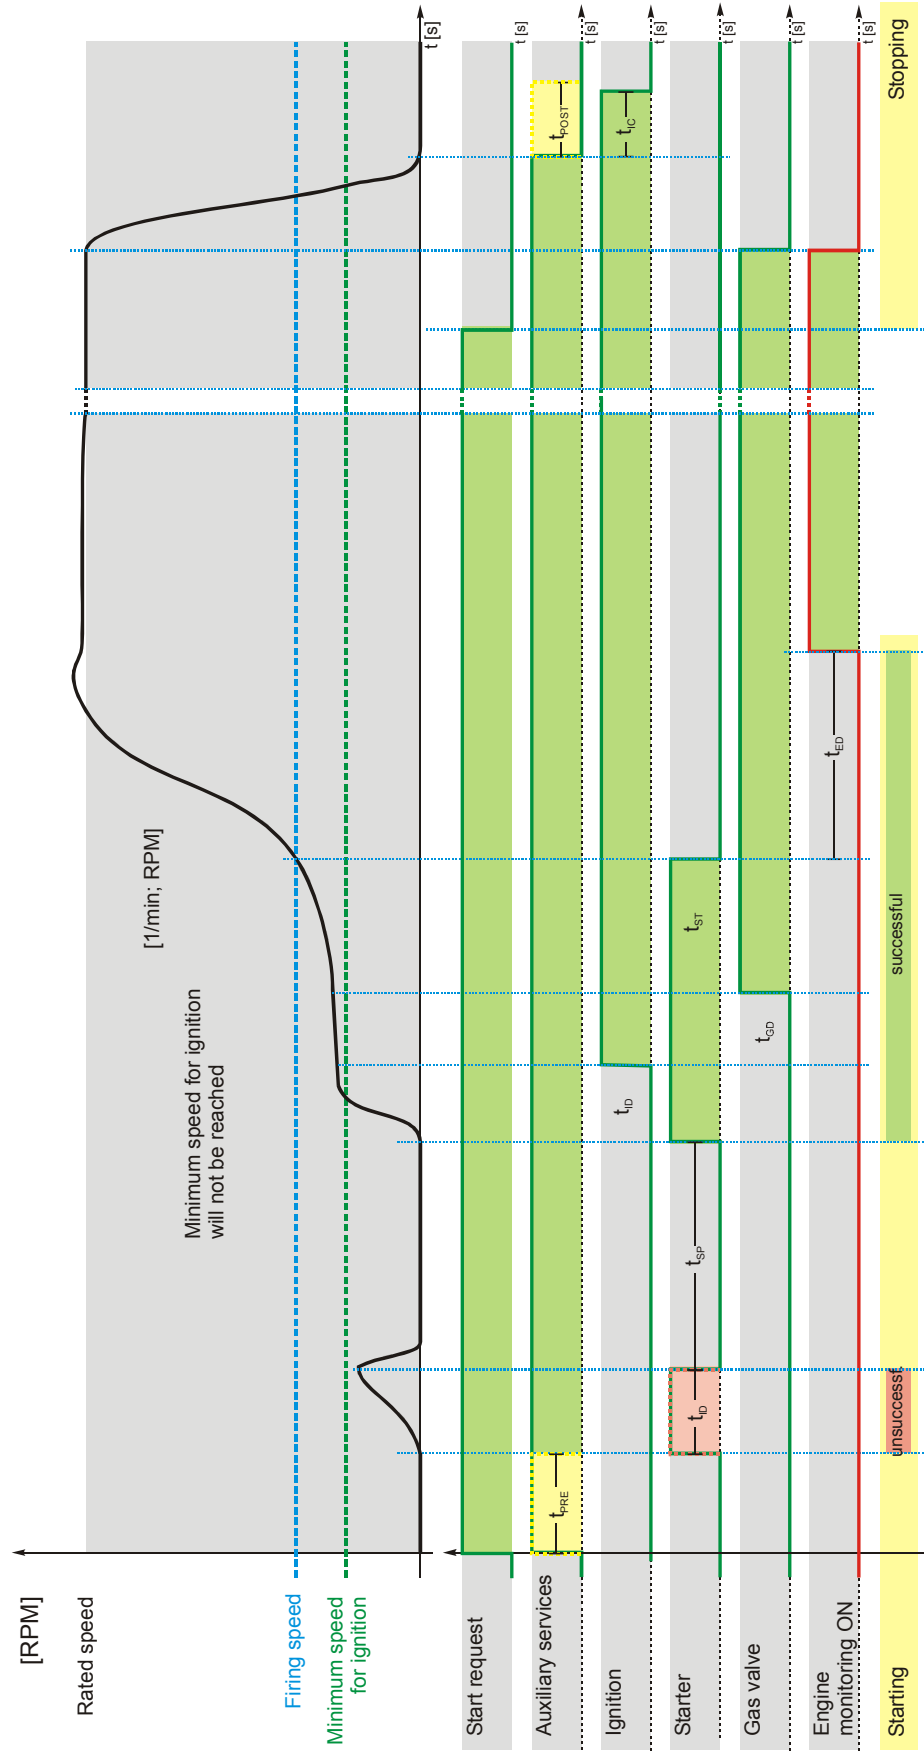 [RPM]
Rated speed
[1/min; RPM]
Minimum speed for ignition
will not be reached
Firing speed
Minimum speed
for ignition
t [s]
Start request
t [s]
Auxiliary services
tPRE
tPOST
t [s]
Ignition
tID
tIC
t [s]
Starter
tID
tSP
tST
t [s]
Gas valve
tGD
t [s]
Engine
monitoring ON
tED
t [s]
Starting
unsuccessf.
successful
Stopping